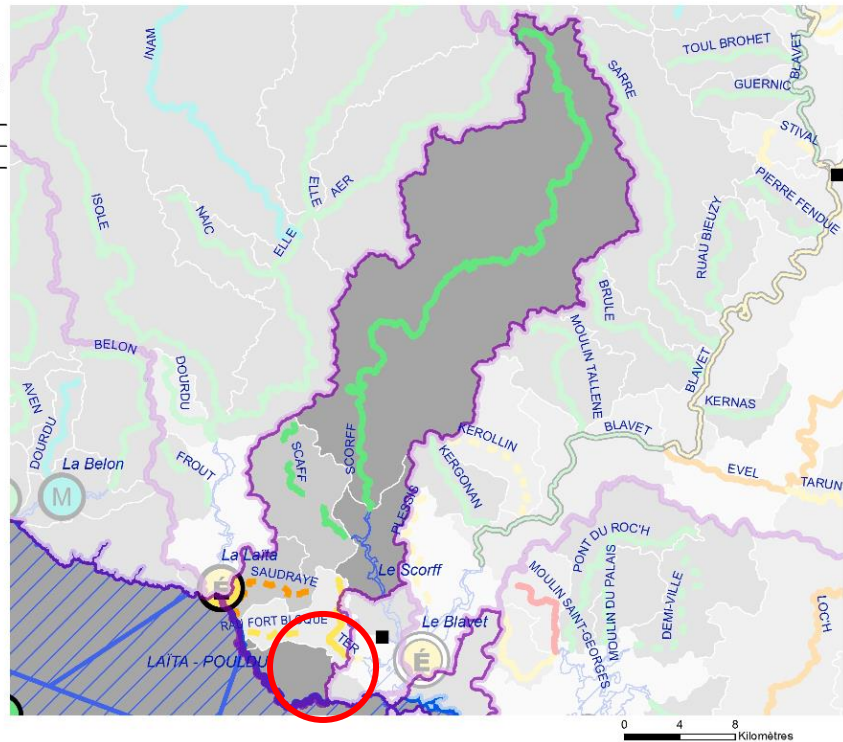 INAM
TOUL BROHET
BLAVET
SARRE
GUERNIC
STIVAL
ELLE
AER
PIERRE FENDUE
ISOLE
NAIC
ELLE
RUAU BIEUZY
BRULE
BELON
MOULIN TALLENE
BLAVET
DOURDU
KERNAS
AVEN
DOURDU
BLAVET
SCAFF
SCORFF
KEROLLIN
La Belon
FROUT
KERGONAN
EVEL
TARUN
M
PLESSIS
PONT DU ROC'H
La Laïta
Le Scorff
É
SAUDRAYE
MOULIN SAINT-GEORGES
MOULIN DU PALAIS
DEMI-VILLE
LOC'H
FORT BLOQUE
Le Blavet
TER
É
LAÏTA - POULDU
0 4 8
Kilomètres